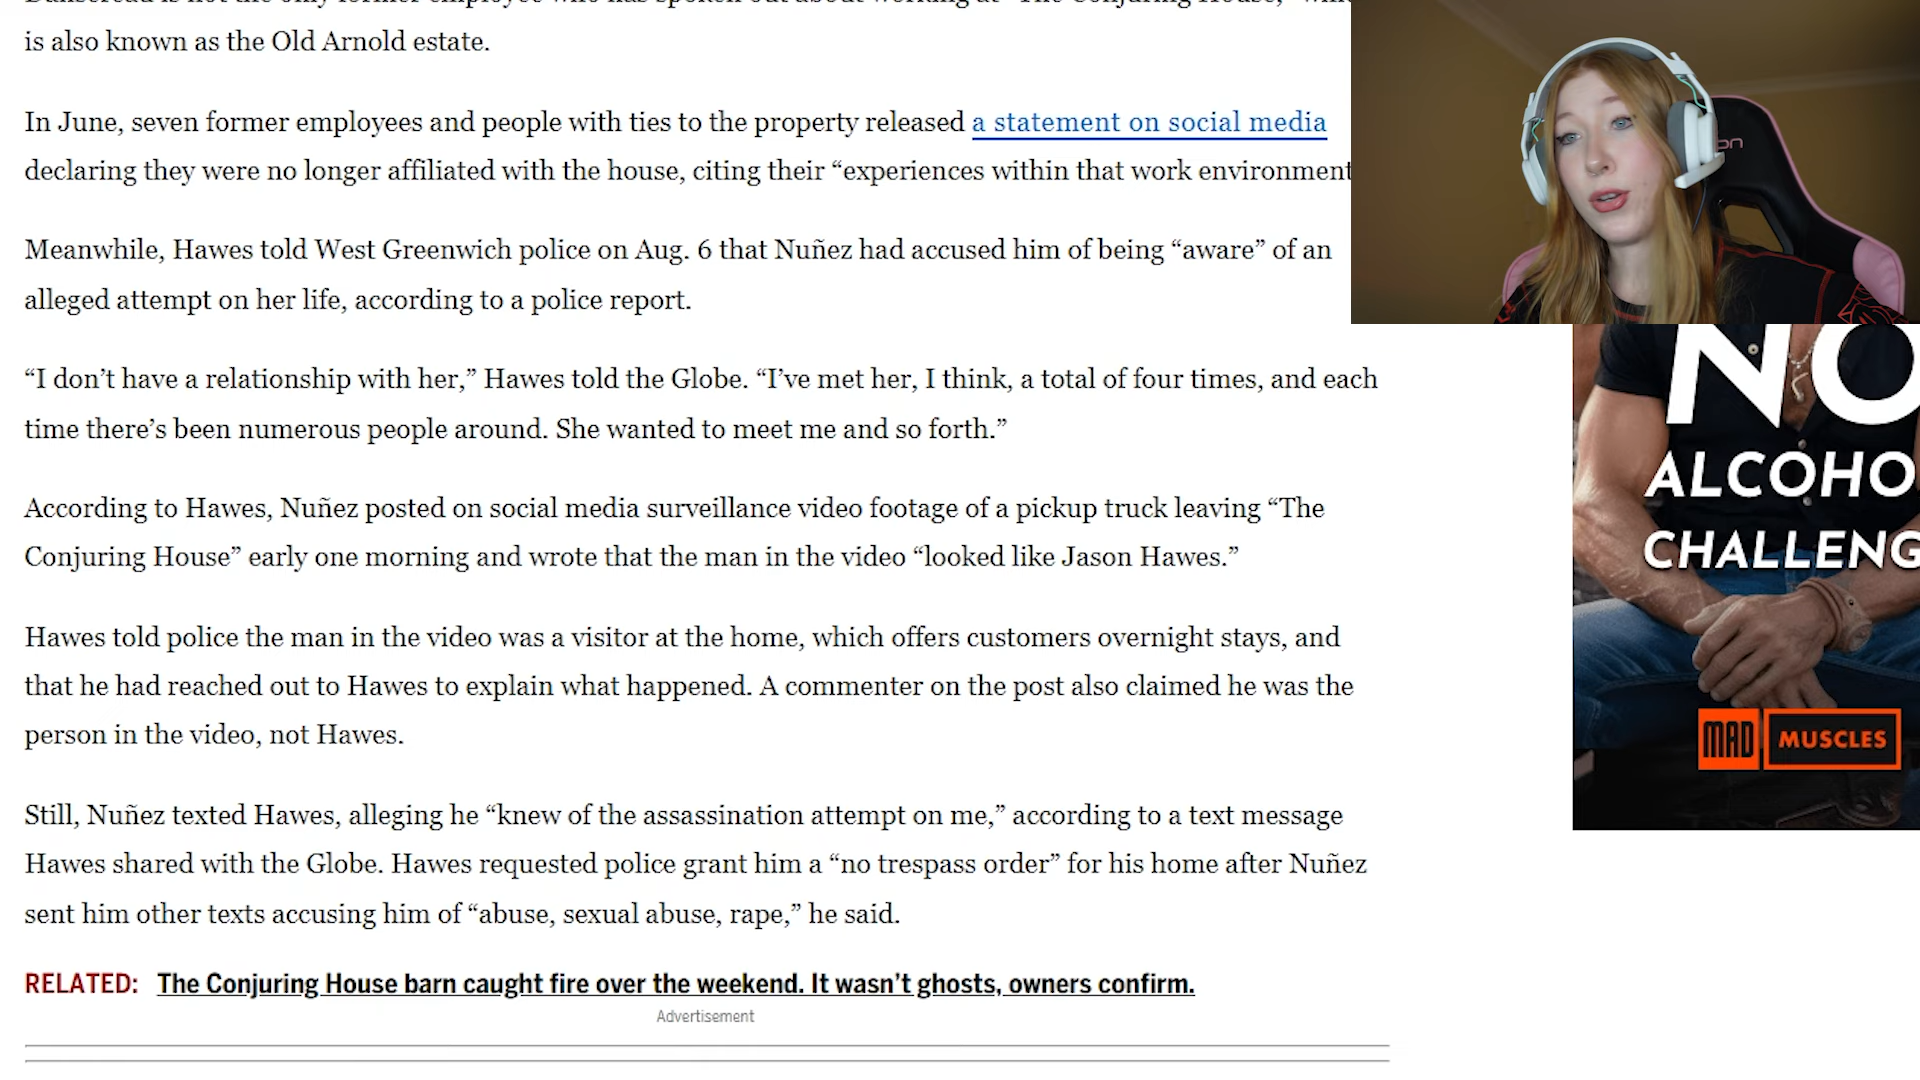 is also known as the Old Arnold estate.
In June, seven former employees and people with ties to the property released a statement on social media
declaring they were no longer affiliated with the house, citing their “experiences within that work environment
Meanwhile, Hawes told West Greenwich police on Aug. 6 that Nuñez had accused him of being “aware” of an
alleged attempt on her life, according to a police report.
“I don’t have a relationship with her,” Hawes told the Globe. “I’ve met her, I think, a total of four times, and each
time there’s been numerous people around. She wanted to meet me and so forth.”
According to Hawes, Nuñez posted on social media surveillance video footage of a pickup truck leaving “The
Conjuring House” early one morning and wrote that the man in the video “looked like Jason Hawes.”
Hawes told police the man in the video was a visitor at the home, which offers customers overnight stays, and
that he had reached out to Hawes to explain what happened. A commenter on the post also claimed he was the
person in the video, not Hawes.
Still, Nuñez texted Hawes, alleging he “knew of the assassination attempt on me,” according to a text message
Hawes shared with the Globe. Hawes requested police grant him a “no trespass order” for his home after Nuñez
sent him other texts accusing him of “abuse, sexual abuse, rape,” he said.
RELATED: The Conjuring House barn caught fire over the weekend. It wasn’t ghosts, owners confirm.
Advertisement
NO
ALCOHO
CHALLENG
MAD MUSCLES